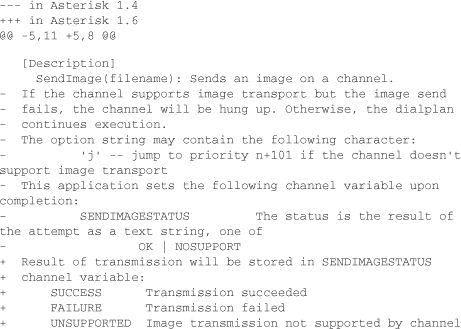 --- in Asterisk 1.4
+++ in Asterisk 1.6
@@ -5,11 +5,8 @@
[Description]
SendImage(filename): Sends an image on a channel.
- If the channel supports image transport but the image send
- fails, the channel will be hung up. Otherwise, the dialplan
- continues execution.
- The option string may contain the following character:
- 'j' -- jump to priority n+101 if the channel doesn't
support image transport
- This application sets the following channel variable upon
completion:
- SENDIMAGESTATUS The status is the result of
the attempt as a text string, one of
- OK | NOSUPPORT
+ Result of transmission will be stored in SENDIMAGESTATUS
+ channel variable:
+ SUCCESS Transmission succeeded
+ FAILURE Transmission failed
+ UNSUPPORTED Image transmission not supported by channel